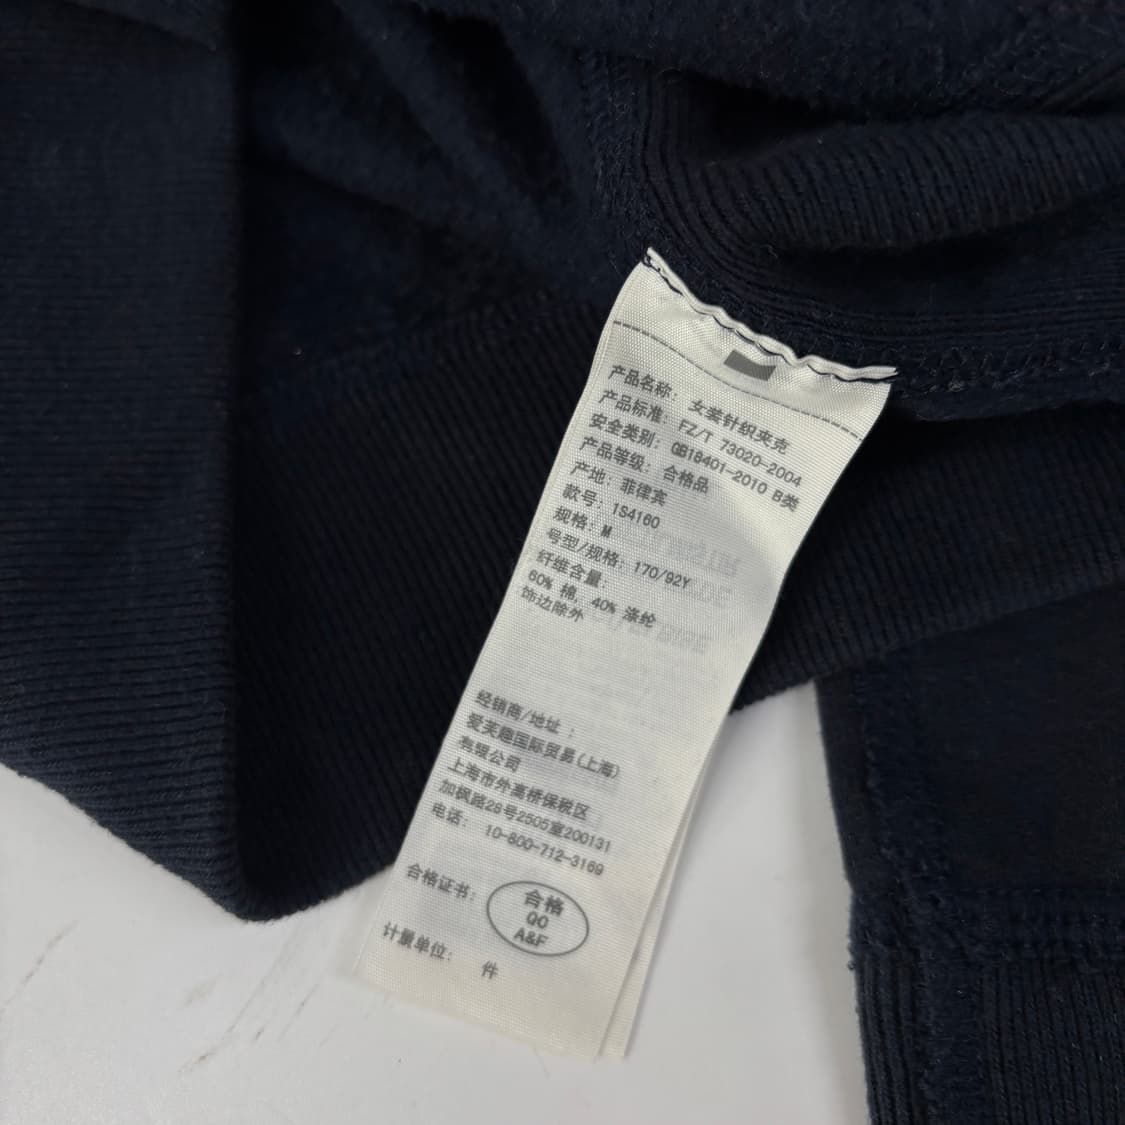 产品名称: 女装针织夹克
产品标准: FZ/T 73020-2004
安全类别: GB18401-2010 B类
产品等级: 合格品
产地: 菲律宾
款号: 1S4160
规格: M
号型/规格: 170/92Y
纤维含量:
60% 棉, 40% 涤纶
饰边除外
经销商/地址 :
爱芙趣国际贸易(上海)
有限公司
上海市外高桥保税区
加枫路28号2505室200131
电话: 10-800-712-3169
合格证书: 合格
QO
A&F
计量单位: 件